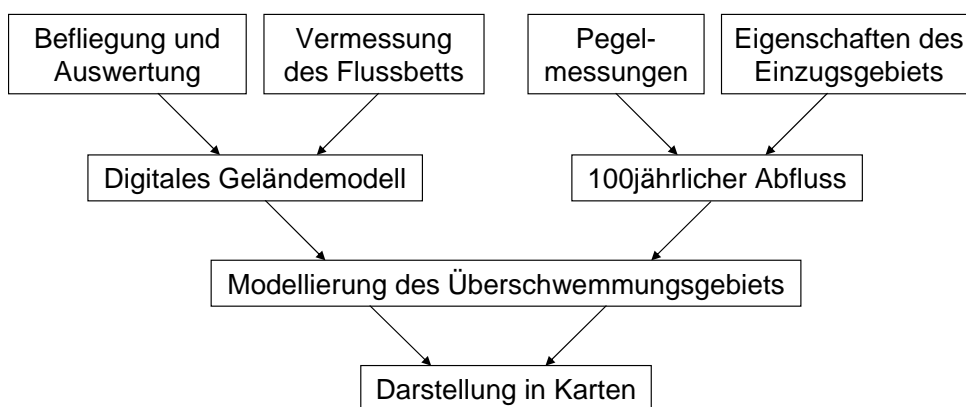 Befliegung und
Auswertung
Vermessung
des Flussbetts
Pegel-
messungen
Eigenschaften des
Einzugsgebiets
Digitales Geländemodell
100jährlicher Abfluss
Modellierung des Überschwemmungsgebiets
Darstellung in Karten